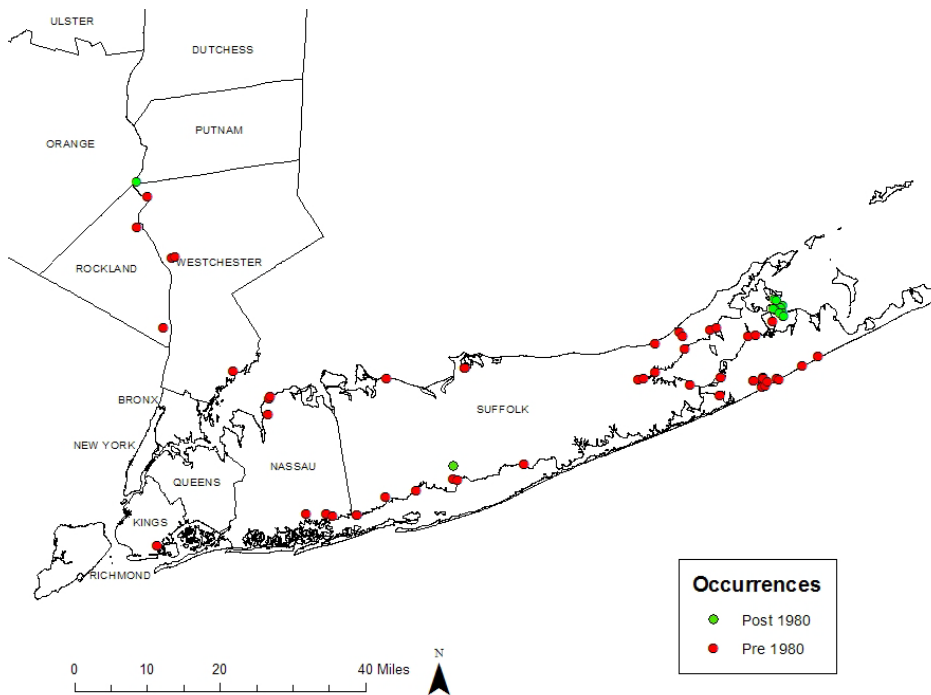 ULSTER
DUTCHESS
PUTNAM
ORANGE
ROCKLAND
WESTCHESTER
BRONX
NEW YORK
SUFFOLK
NASSAU
QUEENS
KINGS
RICHMOND
Occurrences
Post 1980
Pre 1980
N
0 10 20 40 Miles